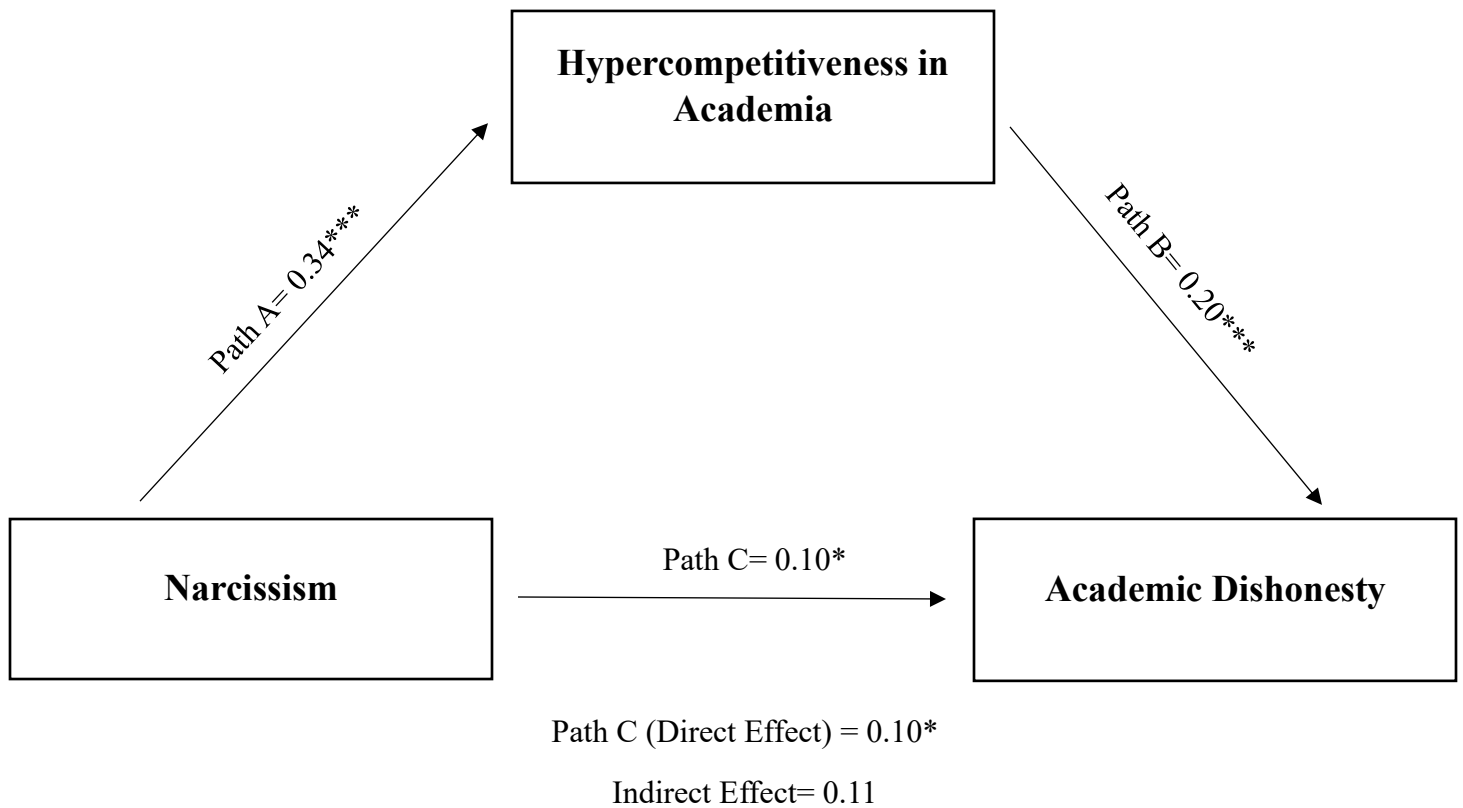 Hypercompetitiveness in
Academia
Path A= 0.34***
Path B= 0.20***
Narcissism
Path C= 0.10*
Academic Dishonesty
Path C (Direct Effect) = 0.10*
Indirect Effect= 0.11